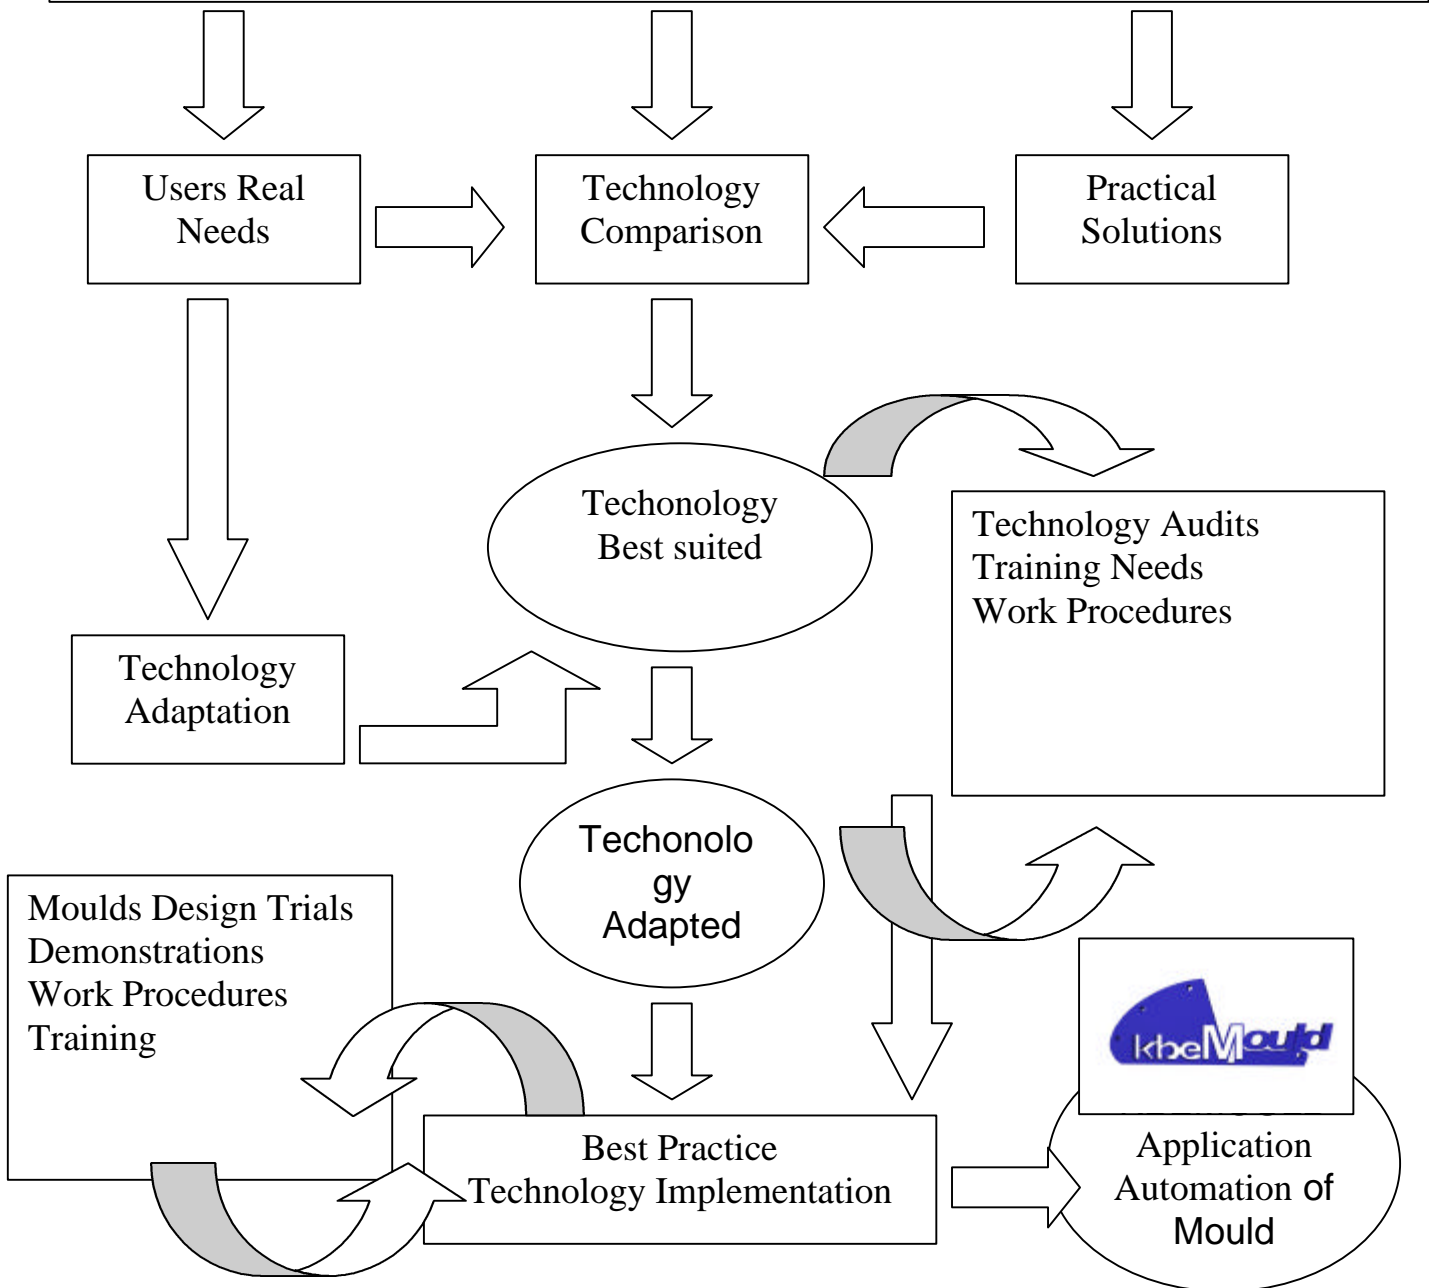 Users Real
Needs
Technology
Comparison
Practical
Solutions
Techonology
Best suited
Technology Audits
Training Needs
Work Procedures
Technology
Adaptation
Techonolo
gy
Adapted
Moulds Design Trials
Demonstrations
Work Procedures
Training
kbeMould
Best Practice
Technology Implementation
Application
Automation of
Mould